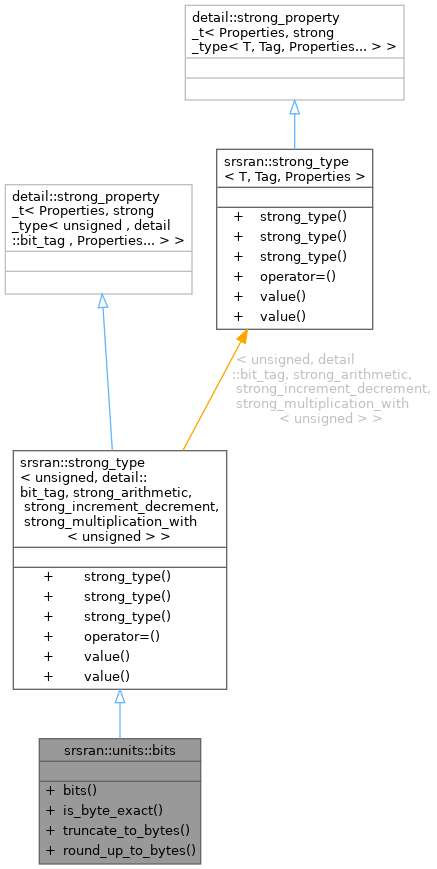 detail::strong_property
_t< Properties, strong
_type< T, Tag, Properties... > >
srsran::strong_type
< T, Tag, Properties >
+ strong_type()
+ strong_type()
+ strong_type()
+ operator=()
+ value()
+ value()
detail::strong_property
_t< Properties, strong
_type< unsigned , detail
::bit_tag , Properties... > >
< unsigned, detail
::bit_tag, strong_arithmetic,
strong_increment_decrement,
strong_multiplication_with
< unsigned > >
srsran::strong_type
< unsigned, detail::
bit_tag, strong_arithmetic,
strong_increment_decrement,
strong_multiplication_with
< unsigned > >
+ strong_type()
+ strong_type()
+ strong_type()
+ operator=()
+ value()
+ value()
srsran::units::bits
+ bits()
+ is_byte_exact()
+ truncate_to_bytes()
+ round_up_to_bytes()